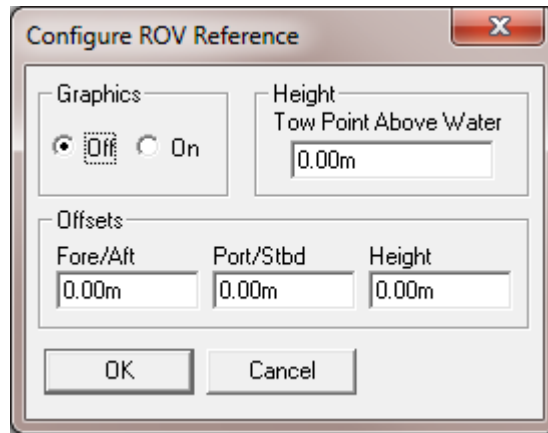 Configure ROV Reference
Graphics
Off On
Height
Tow Point Above Water
0.00m
Offsets
Fore/Aft Port/Stbd Height
0.00m 0.00m 0.00m
OK Cancel